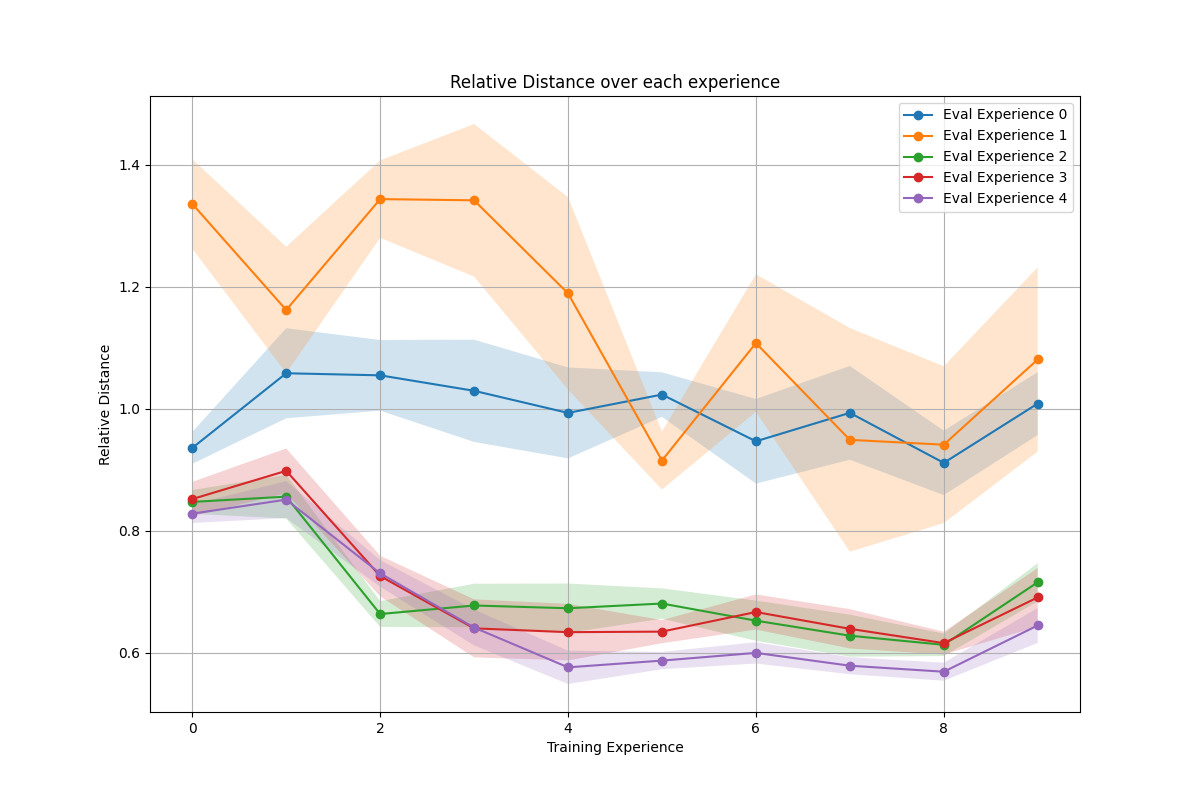 Relative Distance over each experience
Eval Experience 0
Eval Experience 1
Eval Experience 2
Eval Experience 3
Eval Experience 4
Relative Distance
1.4
1.2
1.0
0.8
0.6
0 2 4 6 8
Training Experience